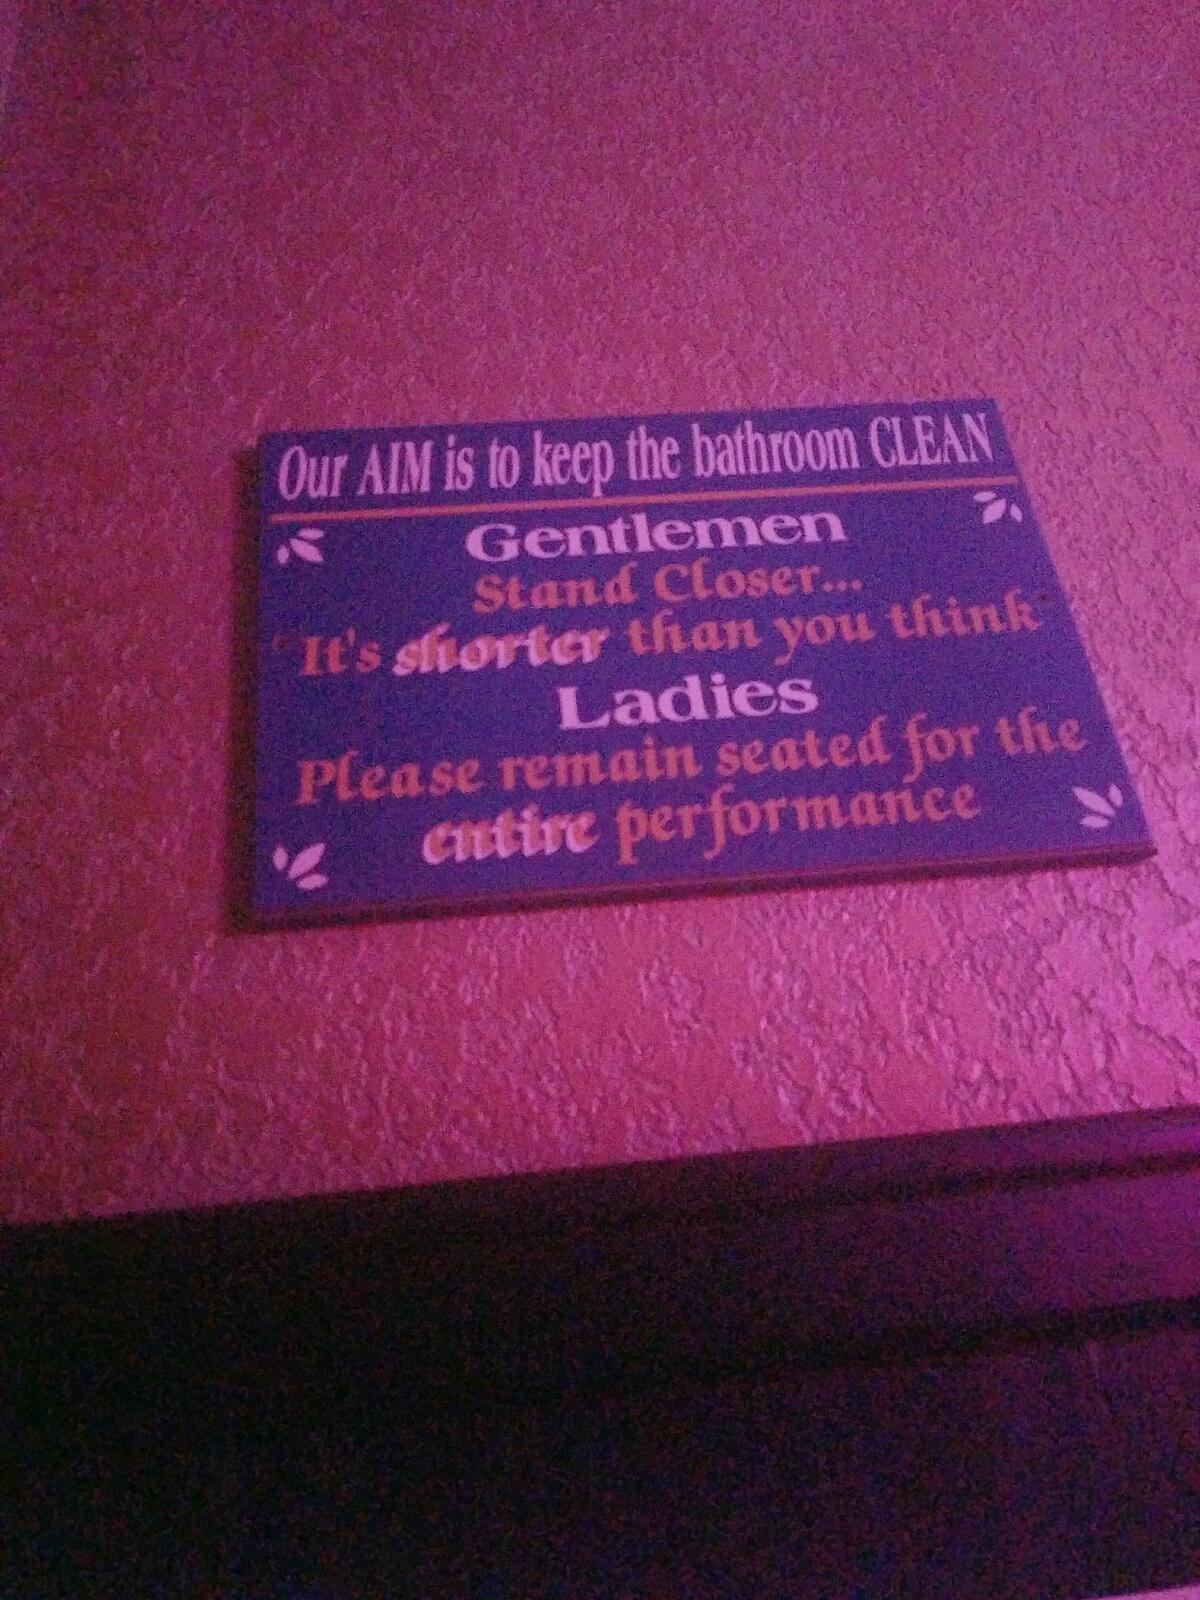 Our AIM is to keep the bathroom CLEAN
Gentlemen
Stand Closer...
"It's shorter than you think"
Ladies
Please remain seated for the
entire performance